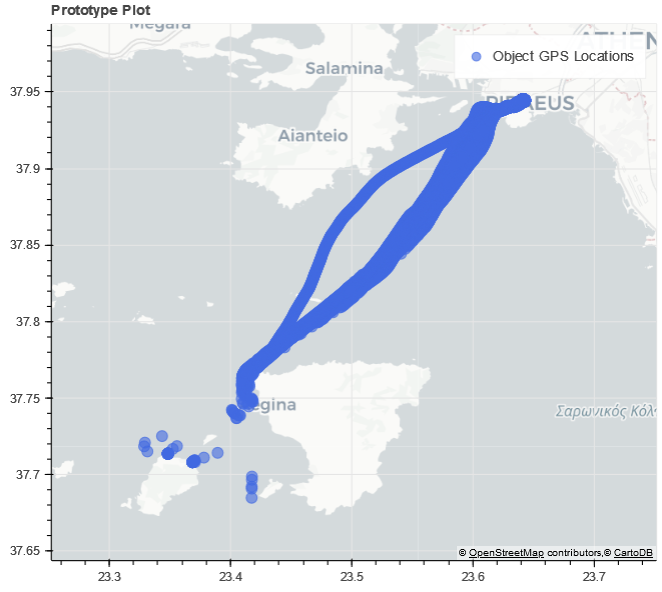 Prototype Plot
Megara
ATHEN
Object GPS Locations
Salamina
37.95
PIRAEUS
Aianteio
37.9
37.85
37.8
37.75
Aegina
Σαρωνικός Κόλ
37.7
37.65
© OpenStreetMap contributors,© CartoDB
23.3
23.4
23.5
23.6
23.7